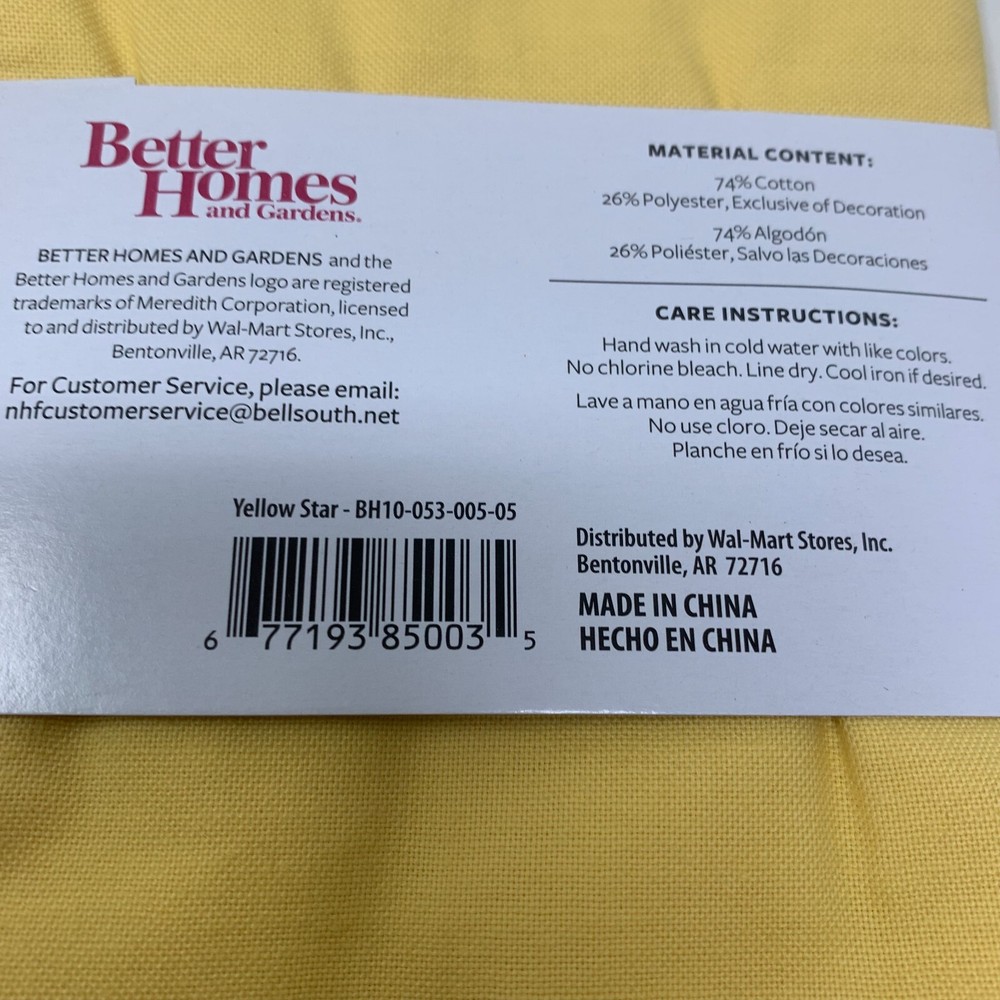 Better
Homes
and Gardens.
BETTER HOMES AND GARDENS and the
Better Homes and Gardens logo are registered
trademarks of Meredith Corporation, licensed
to and distributed by Wal-Mart Stores, Inc.,
Bentonville, AR 72716.
For Customer Service, please email:
nhfcustomerservice@bellsouth.net
MATERIAL CONTENT:
74% Cotton
26% Polyester, Exclusive of Decoration
74% Algodón
26% Poliéster, Salvo las Decoraciones
CARE INSTRUCTIONS:
Hand wash in cold water with like colors.
No chlorine bleach. Line dry. Cool iron if desired.
Lave a mano en agua fría con colores similares.
No use cloro. Deje secar al aire.
Planche en frío si lo desea.
Yellow Star - BH10-053-005-05
6 77193 85003 5
Distributed by Wal-Mart Stores, Inc.
Bentonville, AR 72716
MADE IN CHINA
HECHO EN CHINA